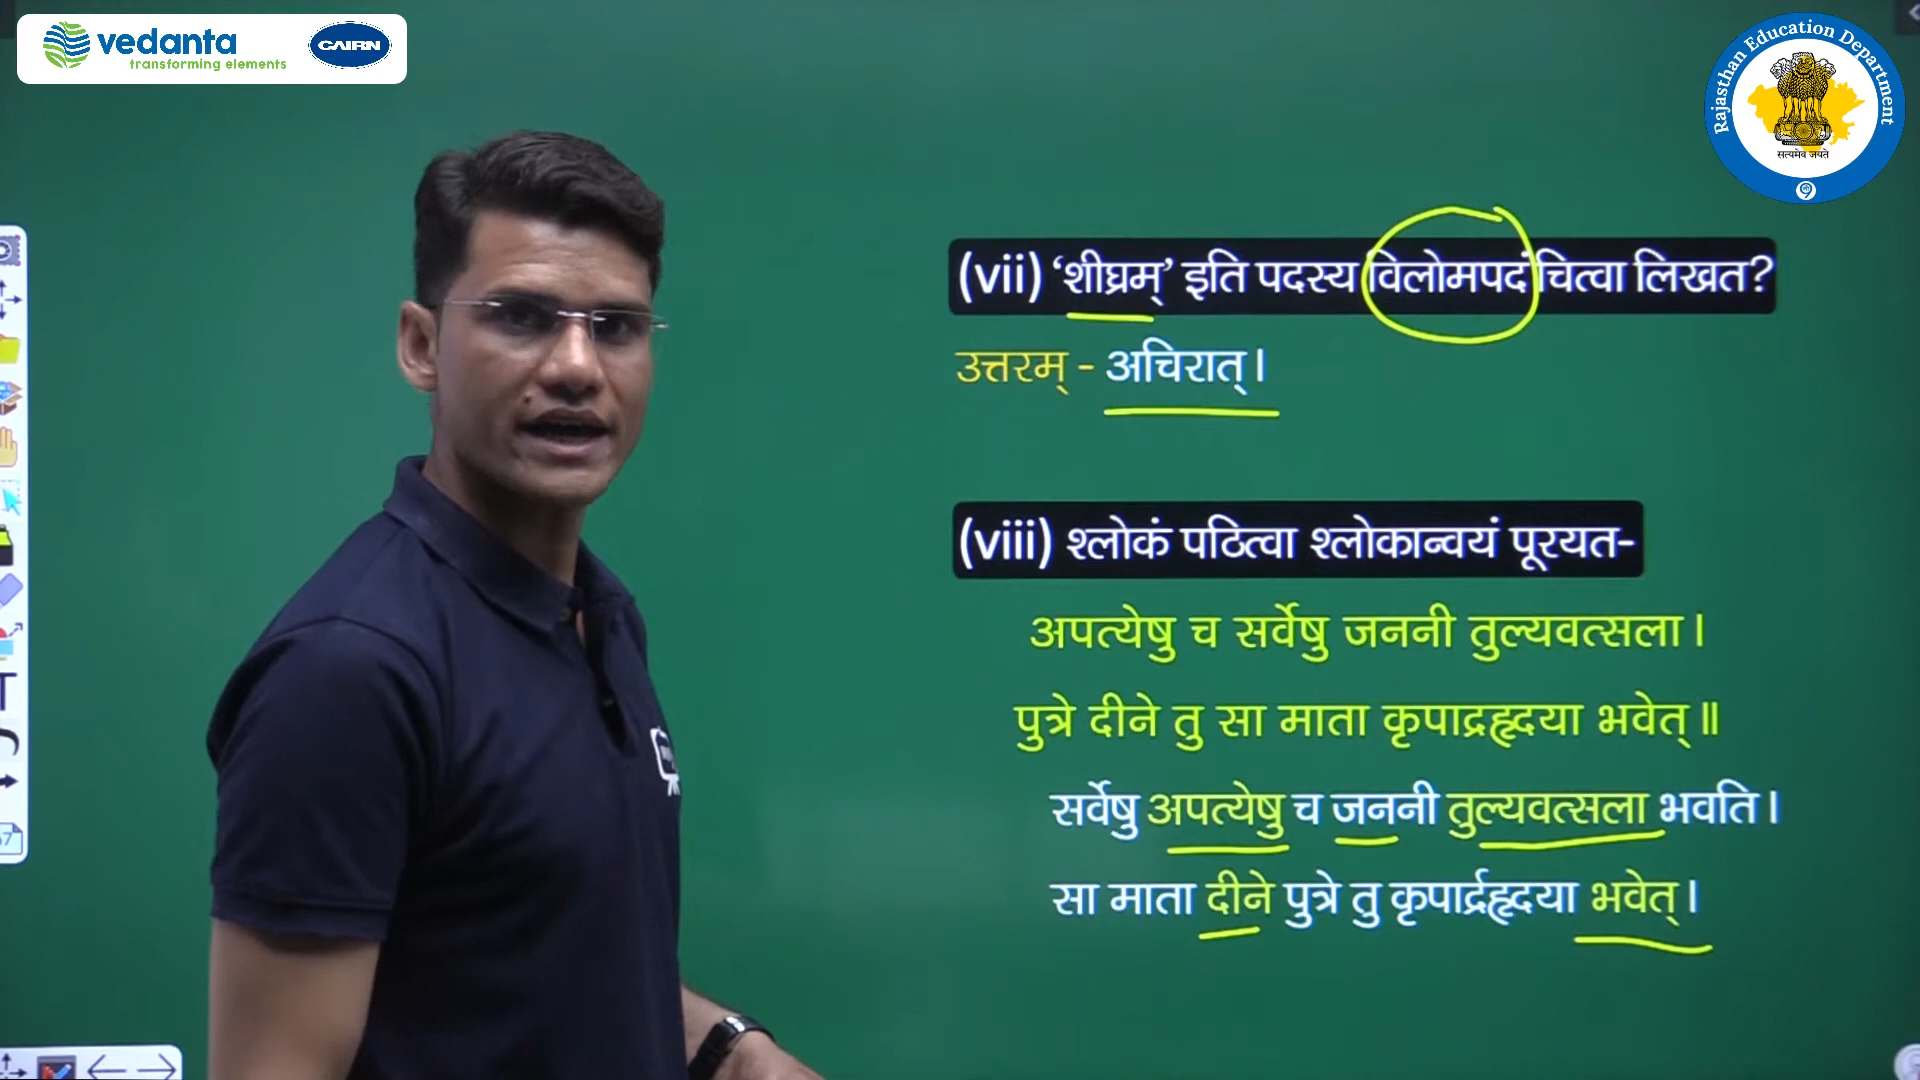 vedanta
transforming elements
CAIRN
Rajasthan Education Department
सत्यमेव जयते
(vii) ‘शीघ्रम्’ इति पदस्य विलोमपदं चित्वा लिखत?
उत्तरम् - अचिरात्।
(viii) श्लोकं पठित्वा श्लोकान्वयं पूरयत-
अपत्येषु च सर्वेषु जननी तुल्यवत्सला।
पुत्रे दीने तु सा माता कृपाद्रहृदया भवेत्॥
सर्वेषु अपत्येषु च जननी तुल्यवत्सला भवति।
सा माता दीने पुत्रे तु कृपार्द्रहृदया भवेत्।